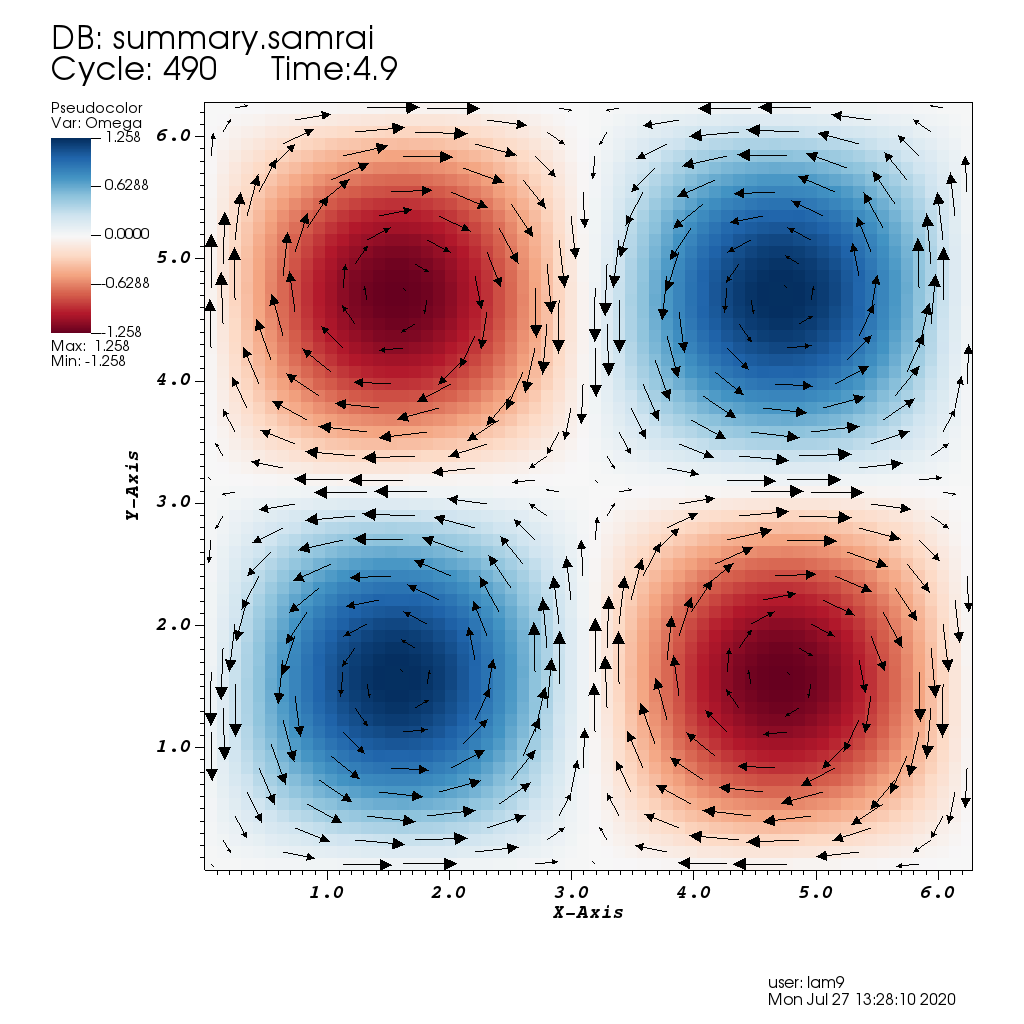 DB: summary.samrai
Cycle: 490 Time:4.9
Pseudocolor
Var: Omega
1.258
0.6288
0.0000
-0.6288
-1.258
Max: 1.258
Min: -1.258
6.0
5.0
4.0
3.0
2.0
1.0
Y-Axis
1.0 2.0 3.0 4.0 5.0 6.0
X-Axis
user: lam9
Mon Jul 27 13:28:10 2020